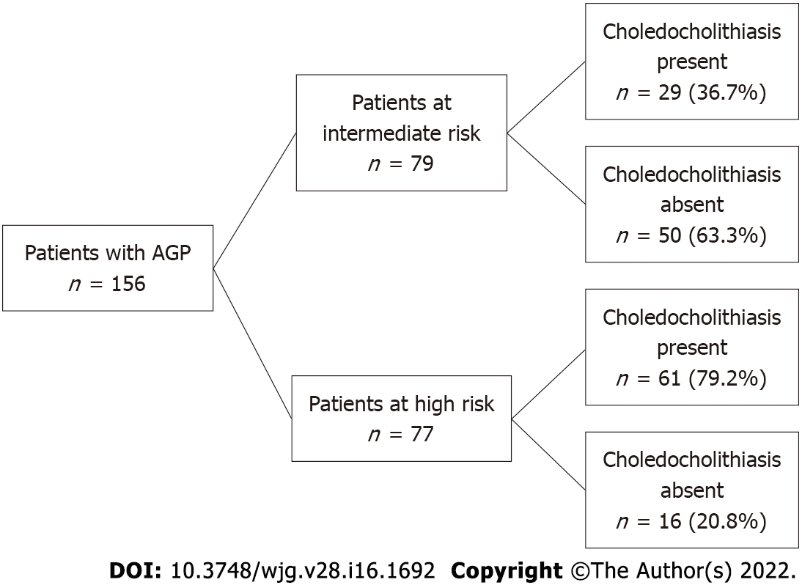 Patients with AGP
n = 156
Patients at
intermediate risk
n = 79
Patients at high risk
n = 77
Choledocholithiasis
present
n = 29 (36.7%)
Choledocholithiasis
absent
n = 50 (63.3%)
Choledocholithiasis
present
n = 61 (79.2%)
Choledocholithiasis
absent
n = 16 (20.8%)
DOI: 10.3748/wjg.v28.i16.1692 Copyright ©The Author(s) 2022.